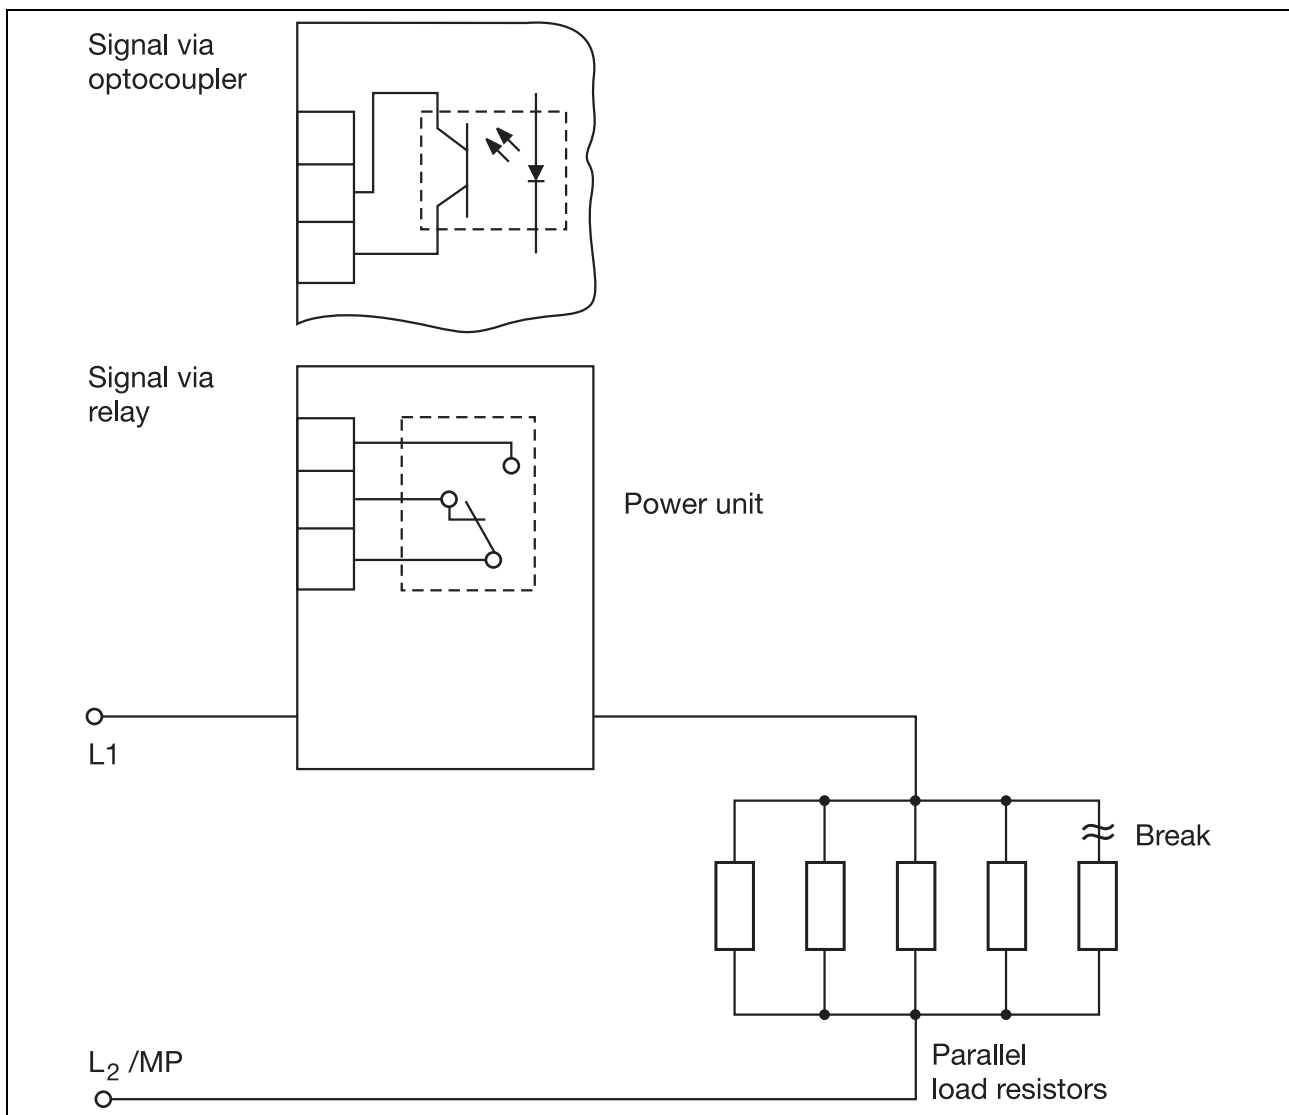 Signal via
optocoupler
Signal via
relay
Power unit
L1
Break
L2 /MP
Parallel
load resistors